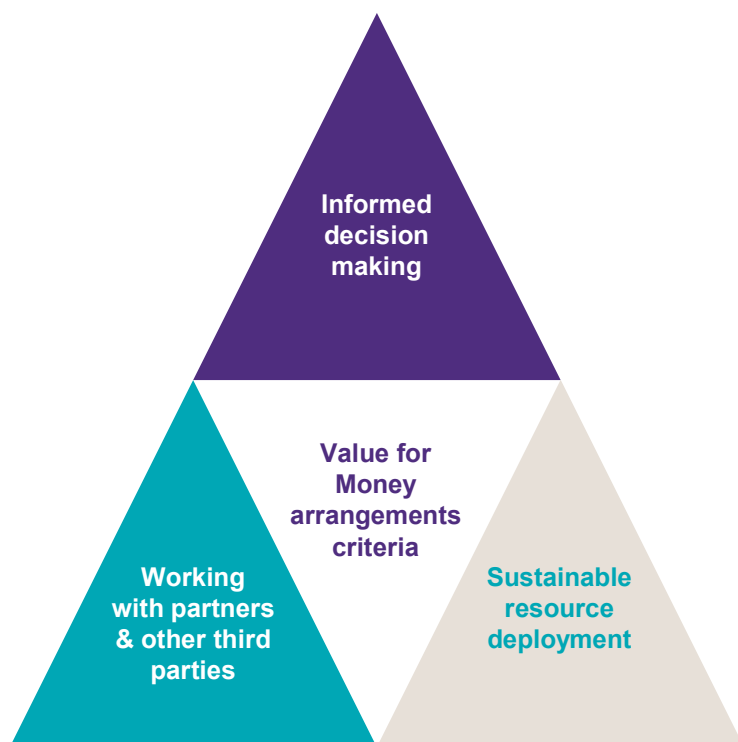 Informed
decision
making
Value for
Money
arrangements
criteria
Working
with partners
& other third
parties
Sustainable
resource
deployment